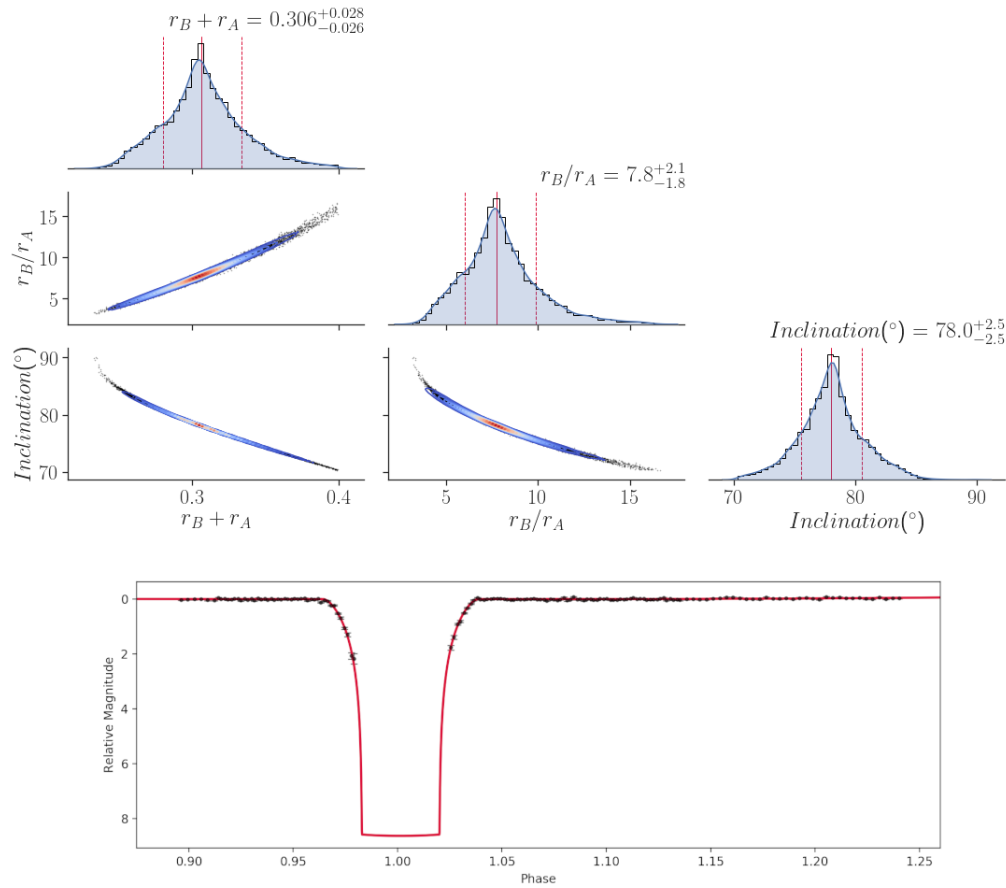 r_B + r_A = 0.306^{+0.028}_{-0.026}
r_B/r_A = 7.8^{+2.1}_{-1.8}
15
10
5
r_B/r_A
Inclination(°) = 78.0^{+2.5}_{-2.5}
90
80
70
Inclination(°)
0.3 0.4
r_B + r_A
5 10 15
r_B/r_A
70 80 90
Inclination(°)
0
2
4
6
8
Relative Magnitude
0.90 0.95 1.00 1.05 1.10 1.15 1.20 1.25
Phase